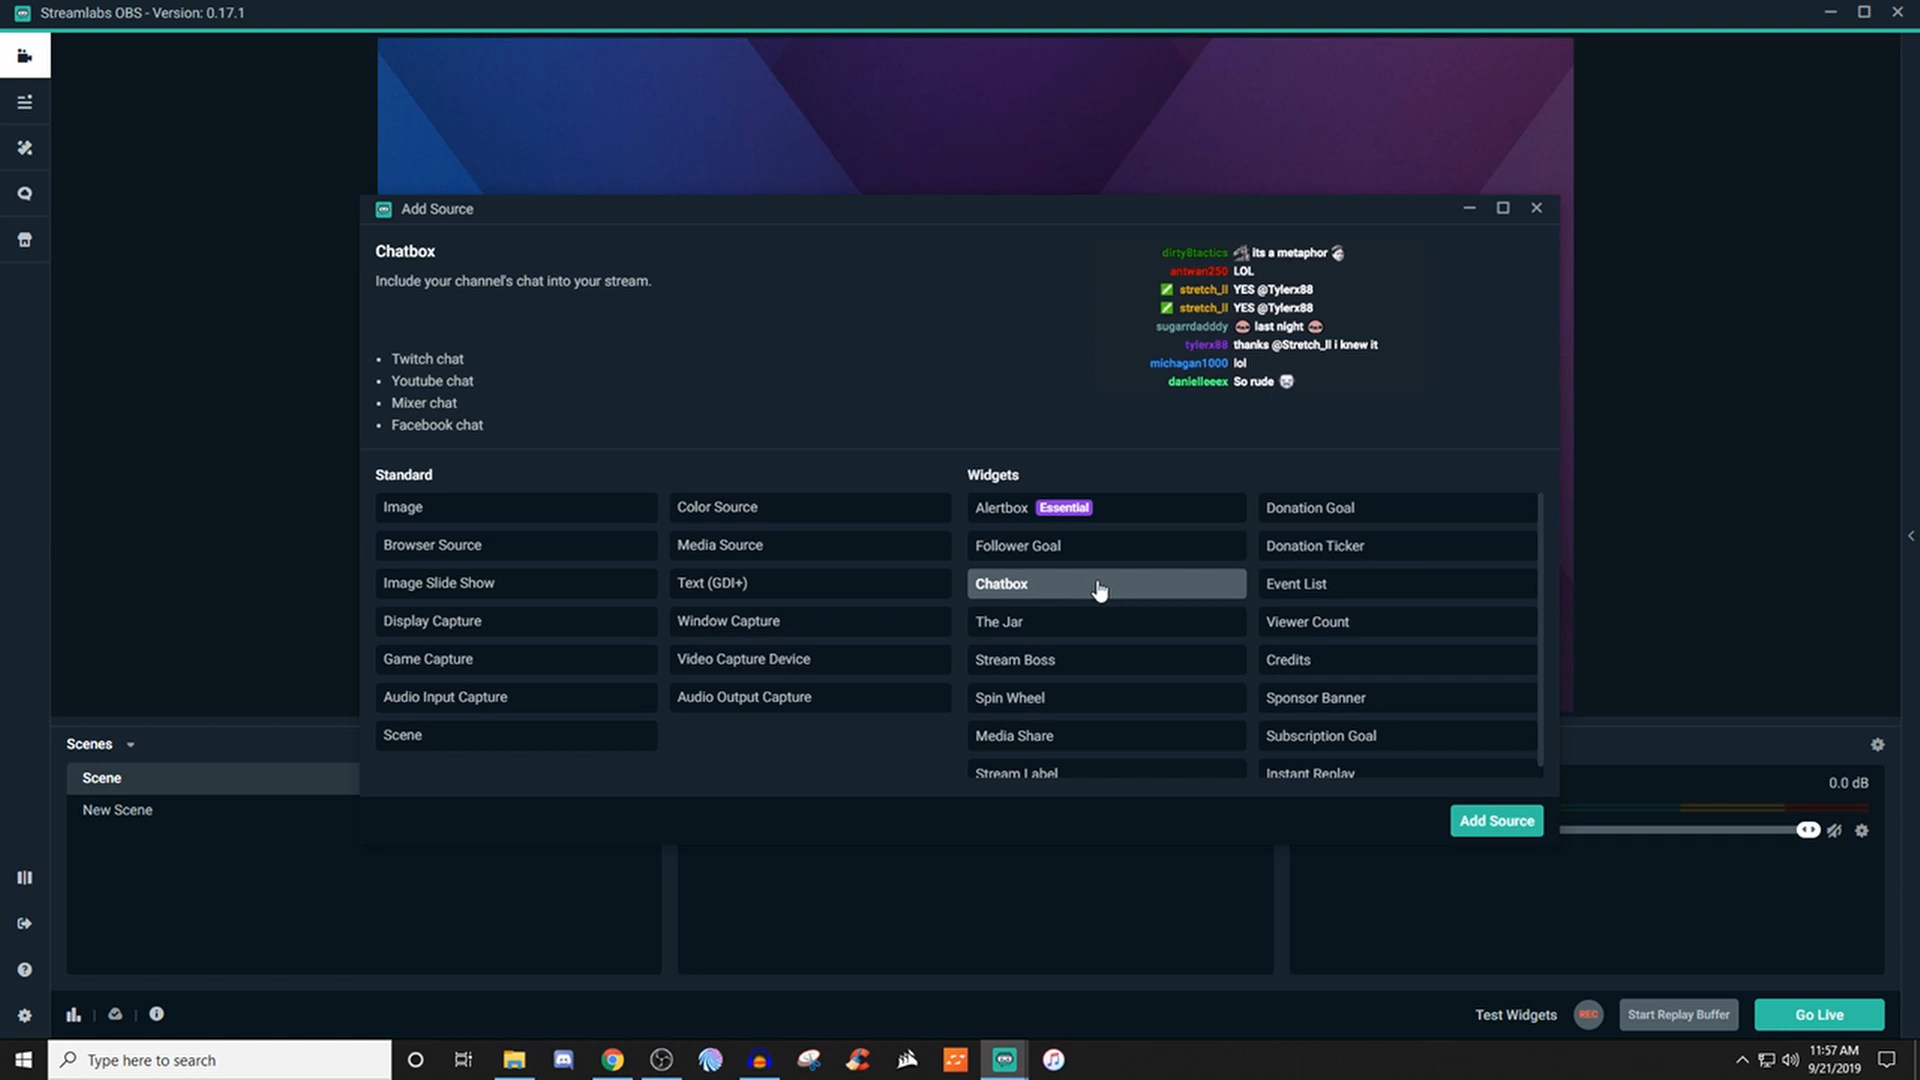 Streamlabs OBS - Version: 0.17.1
Add Source
Chatbox
Include your channel's chat into your stream.
• Twitch chat
• Youtube chat
• Mixer chat
• Facebook chat
dirty8tactics its a metaphor
antwan250 LOL
stretch_ll YES @Tylerx88
stretch_ll YES @Tylerx88
sugarrdadddy last night
tylerx88 thanks @Stretch_ll i knew it
michagan1000 lol
danielleeex So rude
Standard
Image
Color Source
Browser Source
Media Source
Image Slide Show
Text (GDI+)
Display Capture
Window Capture
Game Capture
Video Capture Device
Audio Input Capture
Audio Output Capture
Scene
Widgets
Alertbox Essential
Donation Goal
Follower Goal
Donation Ticker
Chatbox
Event List
The Jar
Viewer Count
Stream Boss
Credits
Spin Wheel
Sponsor Banner
Media Share
Subscription Goal
Stream Label
Instant Replay
Add Source
Scenes
Scene
New Scene
0.0 dB
Test Widgets
REC
Start Replay Buffer
Go Live
Type here to search
11:57 AM
9/21/2019